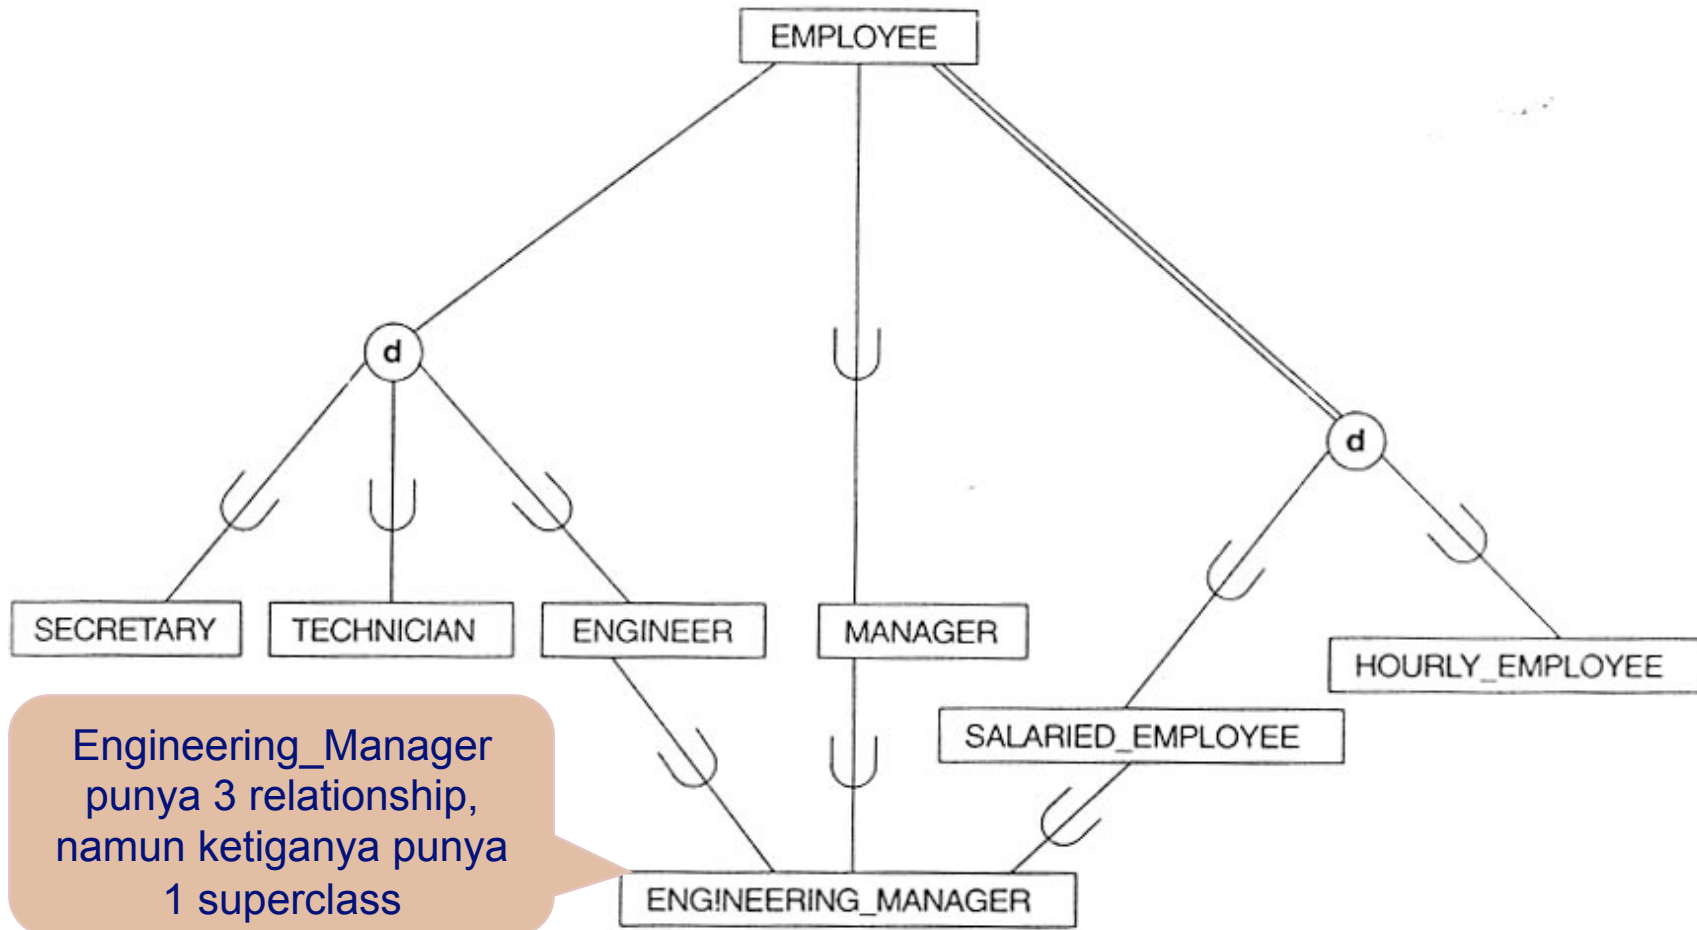 EMPLOYEE
d
d
SECRETARY
TECHNICIAN
ENGINEER
MANAGER
HOURLY_EMPLOYEE
SALARIED_EMPLOYEE
Engineering_Manager
punya 3 relationship,
namun ketiganya punya
1 superclass
ENGINEERING_MANAGER